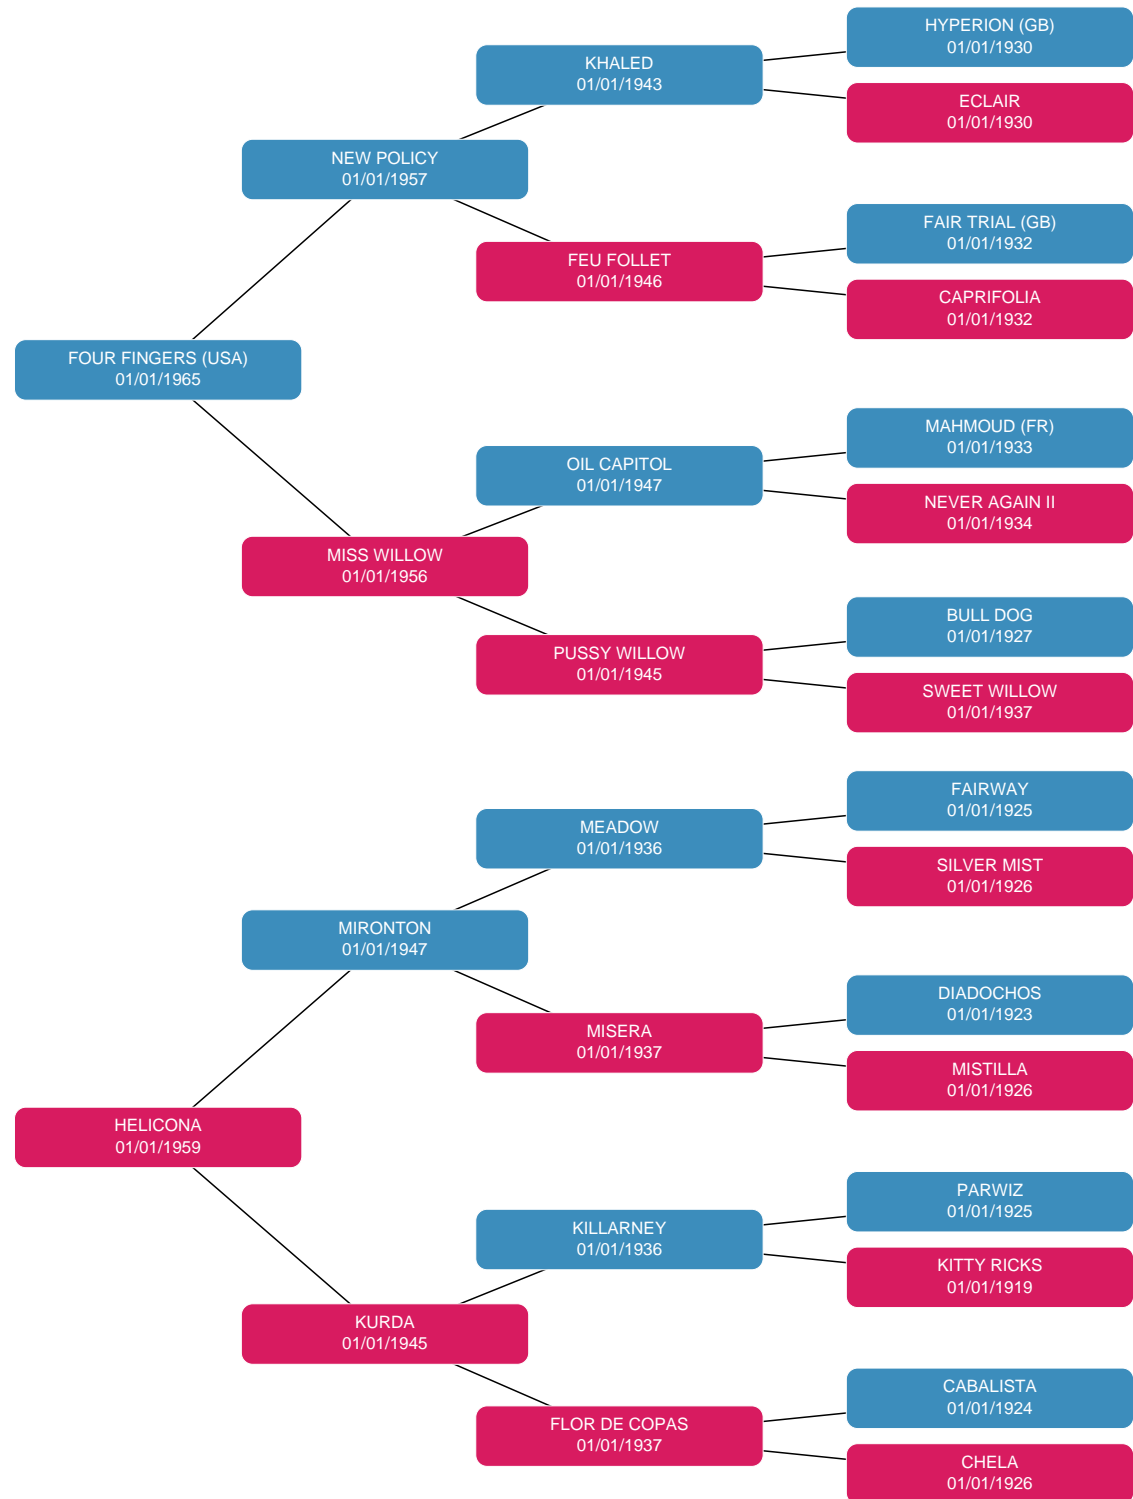 HYPERION (GB)
01/01/1930
KHALED
01/01/1943
ECLAIR
01/01/1930
NEW POLICY
01/01/1957
FAIR TRIAL (GB)
01/01/1932
FEU FOLLET
01/01/1946
CAPRIFOLIA
01/01/1932
FOUR FINGERS (USA)
01/01/1965
MAHMOUD (FR)
01/01/1933
OIL CAPITOL
01/01/1947
NEVER AGAIN II
01/01/1934
MISS WILLOW
01/01/1956
BULL DOG
01/01/1927
PUSSY WILLOW
01/01/1945
SWEET WILLOW
01/01/1937
FAIRWAY
01/01/1925
MEADOW
01/01/1936
SILVER MIST
01/01/1926
MIRONTON
01/01/1947
DIADOCHOS
01/01/1923
MISERA
01/01/1937
MISTILLA
01/01/1926
HELICONA
01/01/1959
PARWIZ
01/01/1925
KILLARNEY
01/01/1936
KITTY RICKS
01/01/1919
KURDA
01/01/1945
CABALISTA
01/01/1924
FLOR DE COPAS
01/01/1937
CHELA
01/01/1926